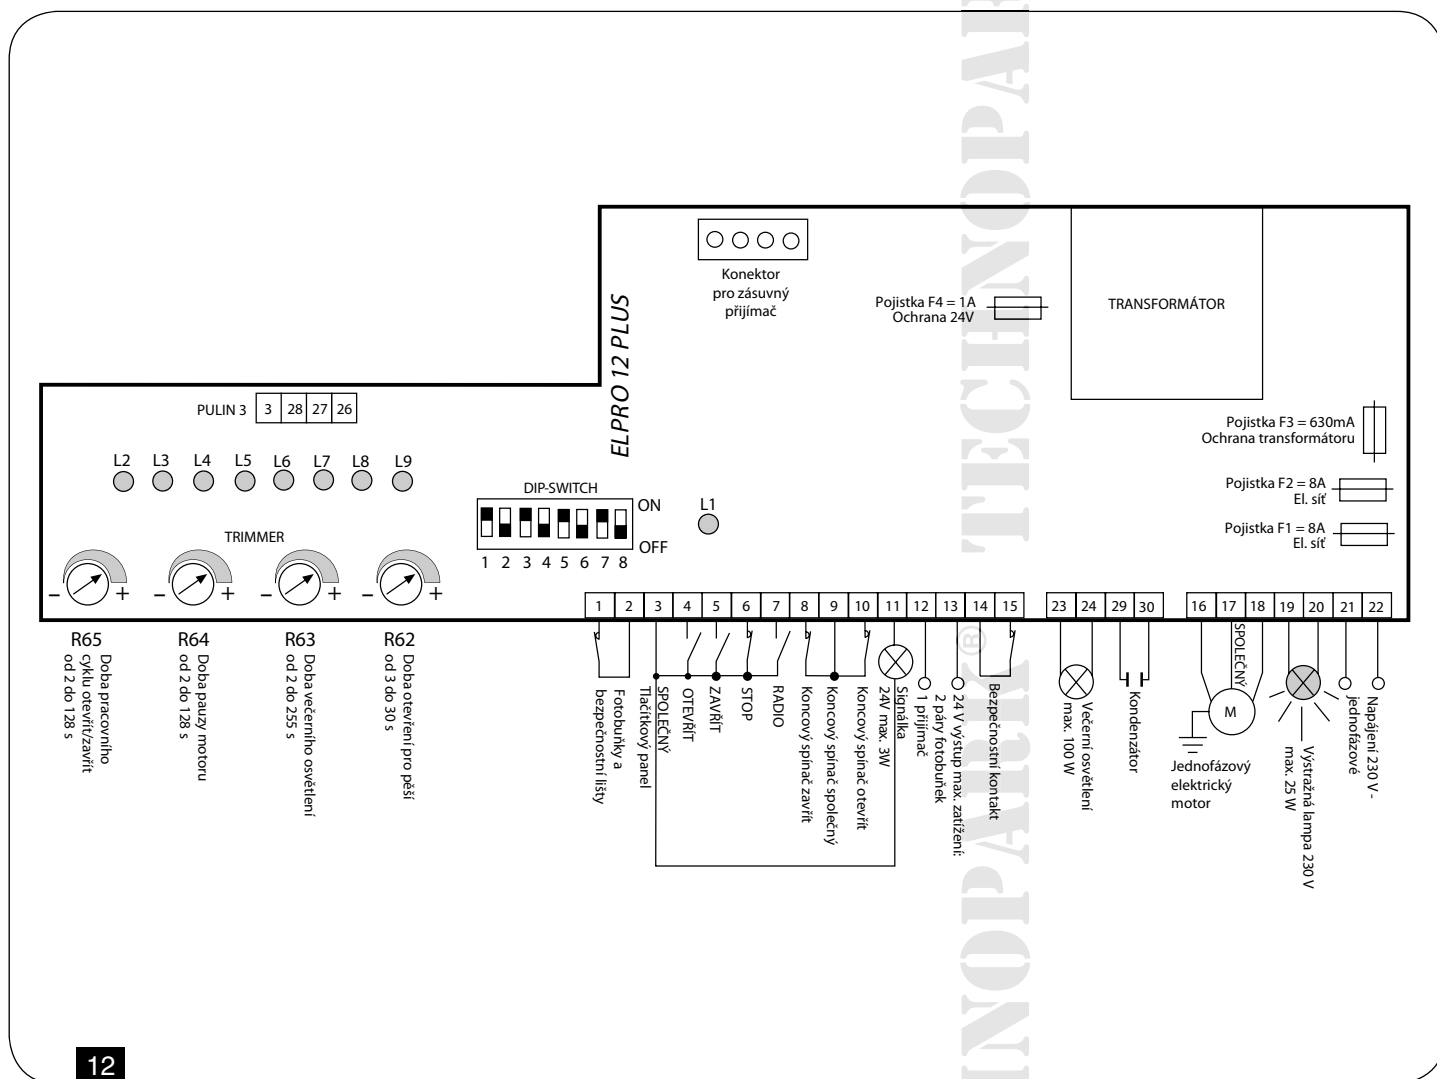 TECHNOPARK®
TECHNOPAR
INOPARK®
Konektor
pro zásuvný
přijímač
Pojistka F4 = 1A
Ochrana 24V
TRANSFORMÁTOR
ELPRO 12 PLUS
PULIN 3
3 28 27 26
Pojistka F3 = 630mA
Ochrana transformátoru
L2 L3 L4 L5 L6 L7 L8 L9
Pojistka F2 = 8A
El. síť
DIP-SWITCH
ON
OFF
1 2 3 4 5 6 7 8
L1
Pojistka F1 = 8A
El. síť
TRIMMER
– + – + – + – +
1 2 3 4 5 6 7 8 9 10 11 12 13 14 15
23 24 29 30
16 17 18 19 20 21 22
R65
Doba pracovního
cyklu otevřít/zavřít
od 2 do 128 s
R64
Doba pauzy motoru
od 2 do 128 s
R63
Doba večerního osvětlení
od 2 do 255 s
R62
Doba otevření pro pěší
od 3 do 30 s
Fotobuňky a
bezpečnostní lišty
SPOLEČNÝ
Tlačítkový panel
OTEVŘÍT
ZAVŘÍT
STOP
RADIO
Koncový spínač zavřít
Koncový spínač společný
Koncový spínač otevřít
Signálka
24V max. 3W
24 V výstup max. zatížení:
2 páry fotobuňek
1 přijímač
Bezpečnostní kontakt
Večerní osvětlení
max. 100 W
Kondenzátor
SPOLEČNÝ
M
Jednofázový
elektrický
motor
Výstražná lampa 230 V
max. 25 W
Napájení 230 V -
jednofázové
12